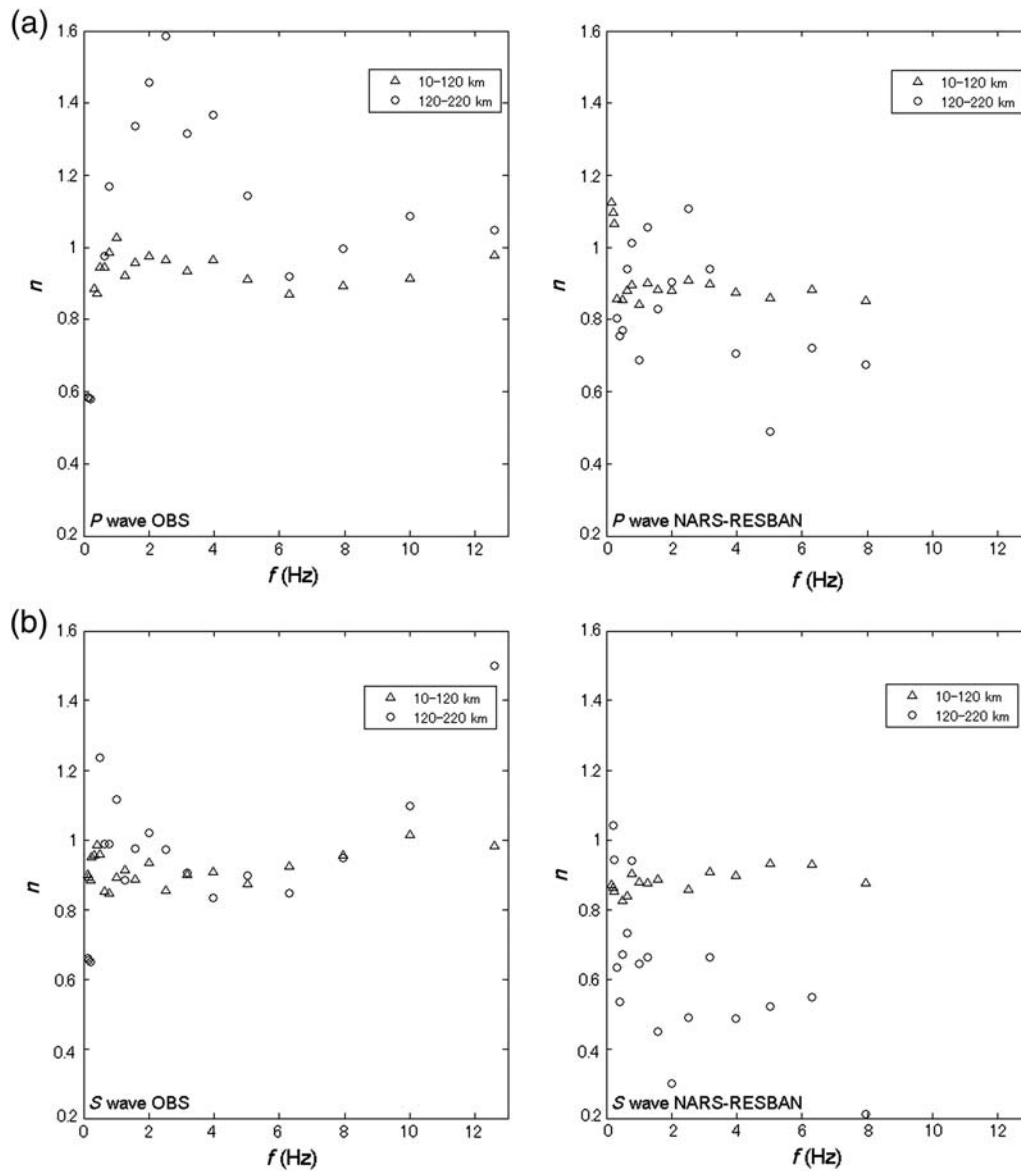 (a)
1.6
1.4
1.2
1
0.8
0.6
0.4
0.2
n
10–120 km
120–220 km
P wave OBS
0 2 4 6 8 10 12
f (Hz)
1.6
1.4
1.2
1
0.8
0.6
0.4
0.2
n
10–120 km
120–220 km
P wave NARS-RESBAN
0 2 4 6 8 10 12
f (Hz)
(b)
1.6
1.4
1.2
1
0.8
0.6
0.4
0.2
n
10–120 km
120–220 km
S wave OBS
0 2 4 6 8 10 12
f (Hz)
1.6
1.4
1.2
1
0.8
0.6
0.4
0.2
n
10–120 km
120–220 km
S wave NARS-RESBAN
0 2 4 6 8 10 12
f (Hz)